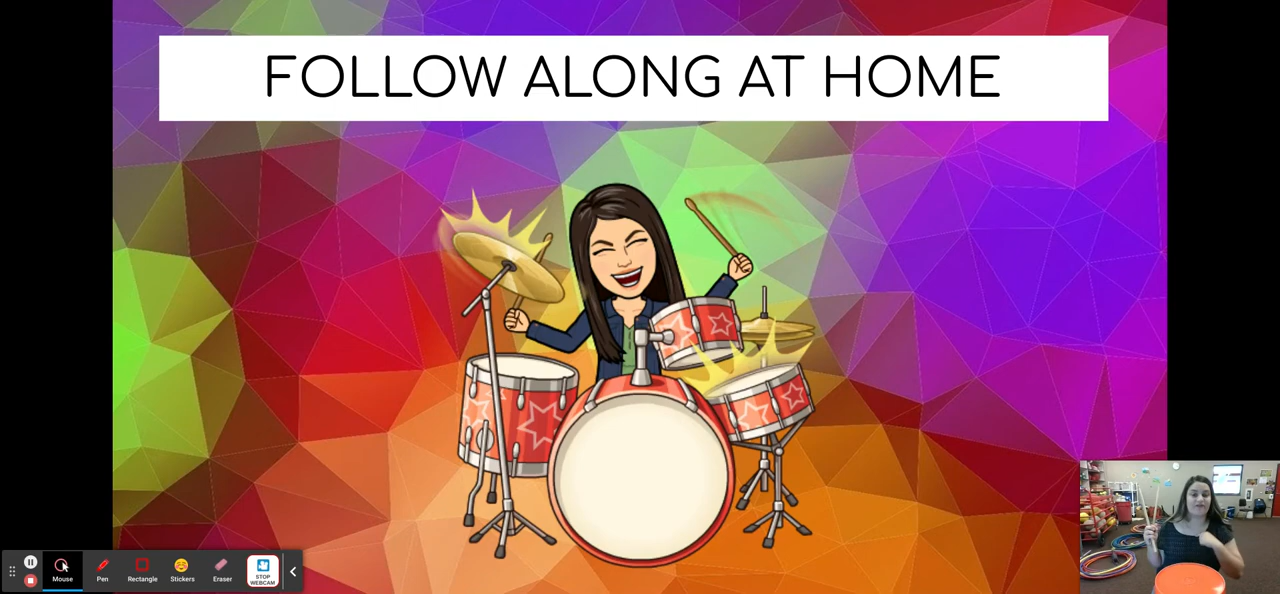 FOLLOW ALONG AT HOME
Mouse
Pen
Rectangle
Stickers
Eraser
STOP
WEBCAM